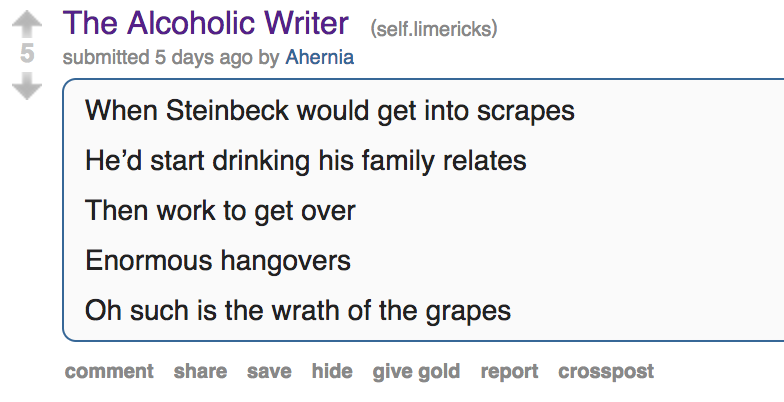 The Alcoholic Writer (self.limericks)
5
submitted 5 days ago by Ahernia
When Steinbeck would get into scrapes
He’d start drinking his family relates
Then work to get over
Enormous hangovers
Oh such is the wrath of the grapes
comment share save hide give gold report crosspost